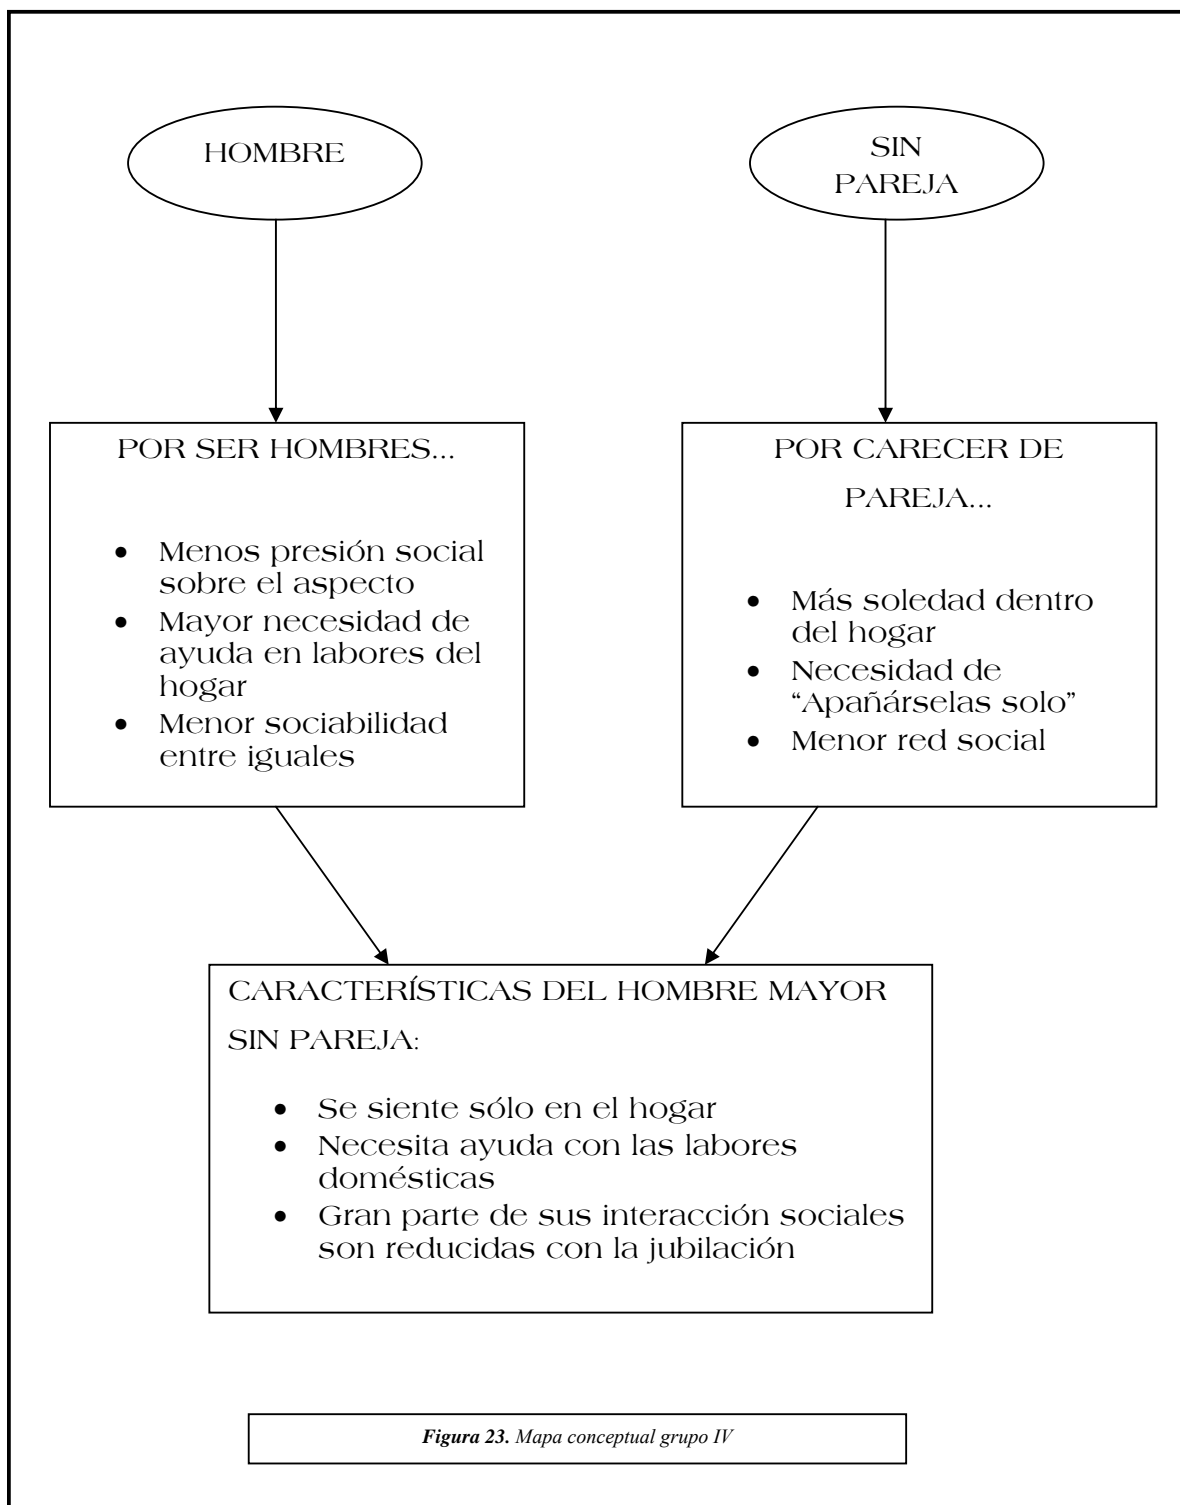 HOMBRE
SIN
PAREJA
POR SER HOMBRES...
• Menos presión social
sobre el aspecto
• Mayor necesidad de
ayuda en labores del
hogar
• Menor sociabilidad
entre iguales
POR CARECER DE
PAREJA...
• Más soledad dentro
del hogar
• Necesidad de
“Apañárselas solo”
• Menor red social
CARACTERÍSTICAS DEL HOMBRE MAYOR
SIN PAREJA:
• Se siente sólo en el hogar
• Necesita ayuda con las labores
domésticas
• Gran parte de sus interacción sociales
son reducidas con la jubilación
Figura 23. Mapa conceptual grupo IV